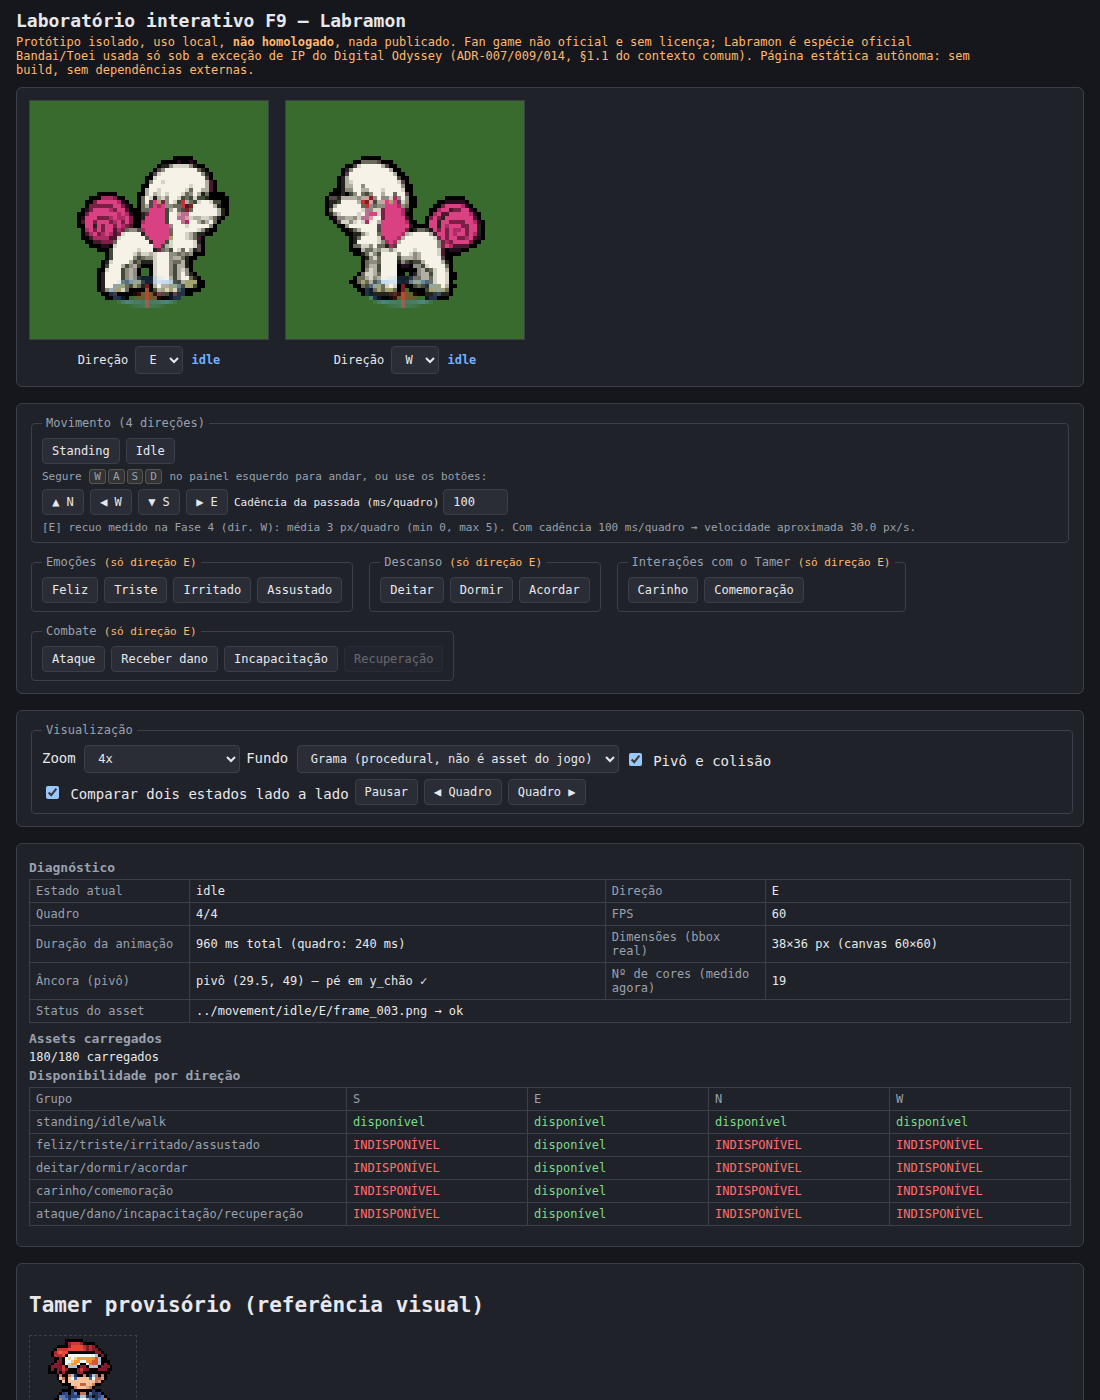 Laboratório interativo F9 — Labramon
Protótipo isolado, uso local, não homologado, nada publicado. Fan game não oficial e sem licença; Labramon é espécie oficial
Bandai/Toei usada só sob a exceção de IP do Digital Odyssey (ADR-007/009/014, §1.1 do contexto comum). Página estática autônoma: sem
build, sem dependências externas.
Direção E idle Direção W idle
Movimento (4 direções)
Standing Idle
Segure W A S D no painel esquerdo para andar, ou use os botões:
▲ N ◀ W ▼ S ▶ E Cadência da passada (ms/quadro) 100
[E] recuo medido na Fase 4 (dir. W): média 3 px/quadro (min 0, max 5). Com cadência 100 ms/quadro → velocidade aproximada 30.0 px/s.
Emoções (só direção E) Descanso (só direção E) Interações com o Tamer (só direção E)
Feliz Triste Irritado Assustado Deitar Dormir Acordar Carinho Comemoração
Combate (só direção E)
Ataque Receber dano Incapacitação Recuperação
Visualização
Zoom 4x Fundo Grama (procedural, não é asset do jogo) Pivô e colisão
Comparar dois estados lado a lado Pausar ◀ Quadro Quadro ▶
Diagnóstico
Estado atual idle Direção E
Quadro 4/4 FPS 60
Duração da animação 960 ms total (quadro: 240 ms) Dimensões (bbox real) 38×36 px (canvas 60×60)
Âncora (pivô) pivô (29.5, 49) — pé em y_chão ✓ Nº de cores (medido agora) 19
Status do asset ../movement/idle/E/frame_003.png → ok
Assets carregados
180/180 carregados
Disponibilidade por direção
Grupo S E N W
standing/idle/walk disponível disponível disponível disponível
feliz/triste/irritado/assustado INDISPONÍVEL disponível INDISPONÍVEL INDISPONÍVEL
deitar/dormir/acordar INDISPONÍVEL disponível INDISPONÍVEL INDISPONÍVEL
carinho/comemoração INDISPONÍVEL disponível INDISPONÍVEL INDISPONÍVEL
ataque/dano/incapacitação/recuperação INDISPONÍVEL disponível INDISPONÍVEL INDISPONÍVEL
Tamer provisório (referência visual)